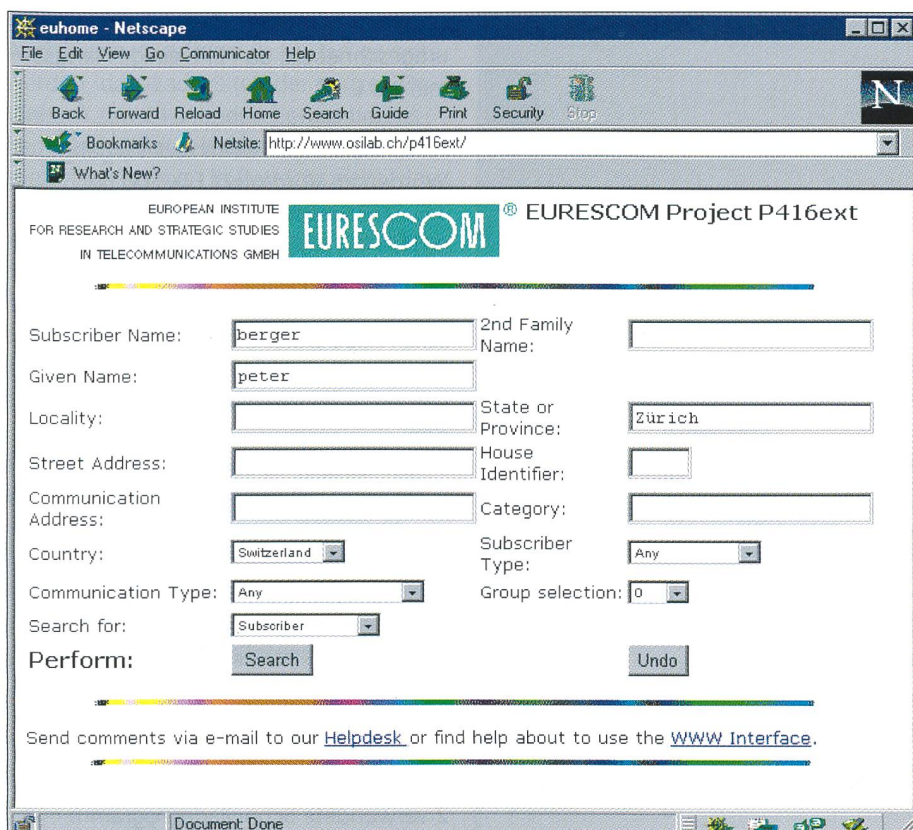 euhome - Netscape
File Edit View Go Communicator Help
Back Forward Reload Home Search Guide Print Security Stop
N
Bookmarks Netsite: http://www.osilab.ch/p416ext/
What's New?
EUROPEAN INSTITUTE
FOR RESEARCH AND STRATEGIC STUDIES
IN TELECOMMUNICATIONS GMBH
EURESCOM ® EURESCOM Project P416ext
Subscriber Name: berger 2nd Family Name:
Given Name: peter
Locality: State or Province: Zürich
Street Address: House Identifier:
Communication Address: Category:
Country: Switzerland Subscriber Type: Any
Communication Type: Any Group selection: 0
Search for: Subscriber
Perform: Search Undo
Send comments via e-mail to our Helpdesk or find help about to use the WWW Interface.
Document: Done